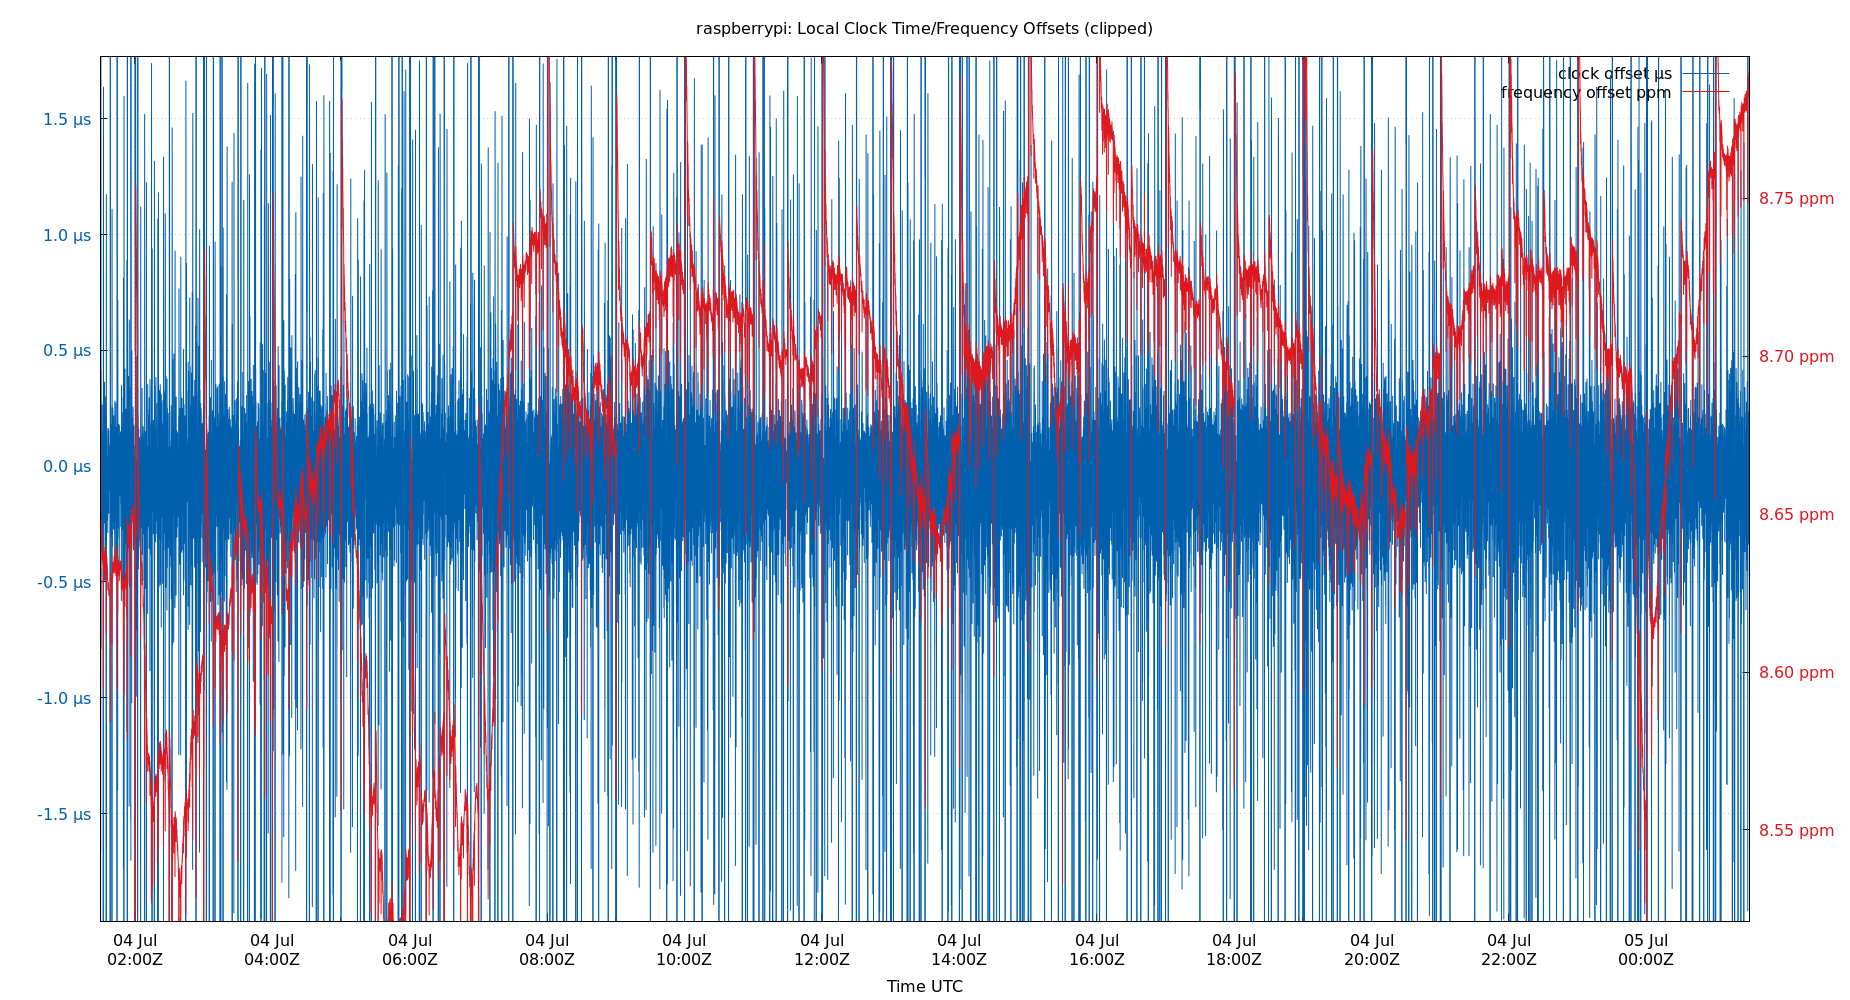 raspberrypi: Local Clock Time/Frequency Offsets (clipped)
clock offset µs
frequency offset ppm
1.5 µs
1.0 µs
0.5 µs
0.0 µs
-0.5 µs
-1.0 µs
-1.5 µs
8.75 ppm
8.70 ppm
8.65 ppm
8.60 ppm
8.55 ppm
04 Jul 04 Jul 04 Jul 04 Jul 04 Jul 04 Jul 04 Jul 04 Jul 04 Jul 04 Jul 04 Jul 05 Jul
02:00Z 04:00Z 06:00Z 08:00Z 10:00Z 12:00Z 14:00Z 16:00Z 18:00Z 20:00Z 22:00Z 00:00Z
Time UTC